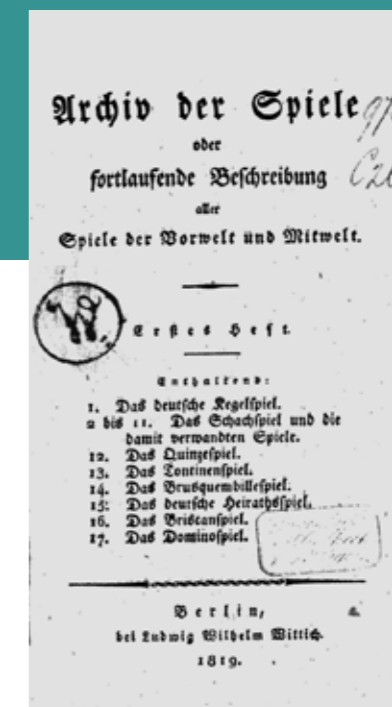 Archiv der Spiele
oder
fortlaufende Beschreibung
aller
Spiele der Vorwelt und Mitwelt.
Erstes Heft.
Enthaltend:
1. Das deutsche Kegelspiel.
2 bis 11. Das Schachspiel und die
damit verwandten Spiele.
12. Das Quinzespiel.
13. Das Tontinenspiel.
14. Das Brusquembillespiel.
15. Das deutsche Heirathsspiel.
16. Das Briscanspiel.
17. Das Dominospiel.
Berlin,
bei Ludwig Wilhelm Wittich.
1819.